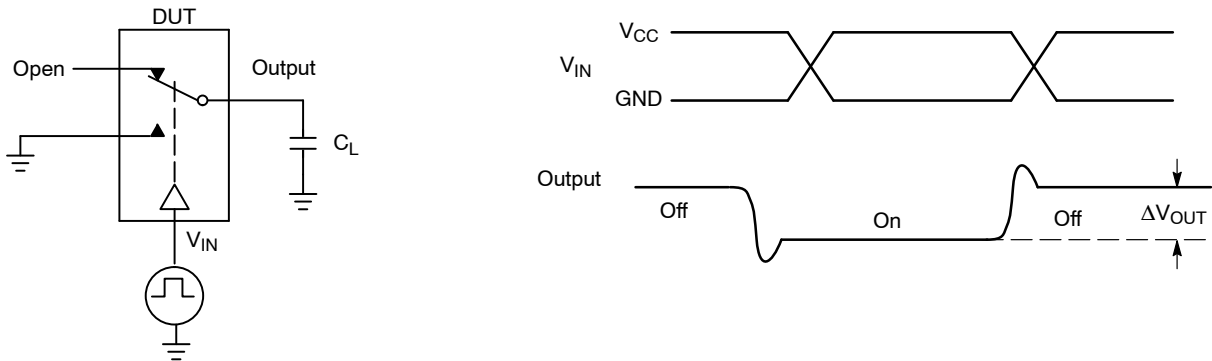 DUT
Open
Output
C_L
V_IN
V_CC
V_IN
GND
Output
Off
On
Off
ΔV_OUT